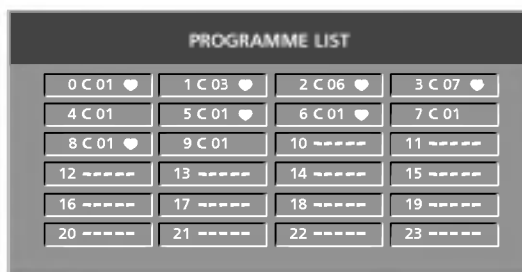 PROGRAMME LIST
0 C 01 ♥ 1 C 03 ♥ 2 C 06 ♥ 3 C 07 ♥
4 C 01 5 C 01 ♥ 6 C 01 ♥ 7 C 01
8 C 01 ♥ 9 C 01 10 ----- 11 -----
12 ----- 13 ----- 14 ----- 15 -----
16 ----- 17 ----- 18 ----- 19 -----
20 ----- 21 ----- 22 ----- 23 -----